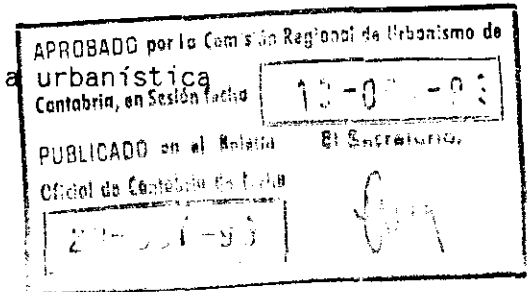 APROBADO por la Comisión Regional de Urbanismo de
a urbanística
Cantabria, en Sesión fecha
PUBLICADO en el Boletín El Secretario,
Oficial de Cantabria de fecha